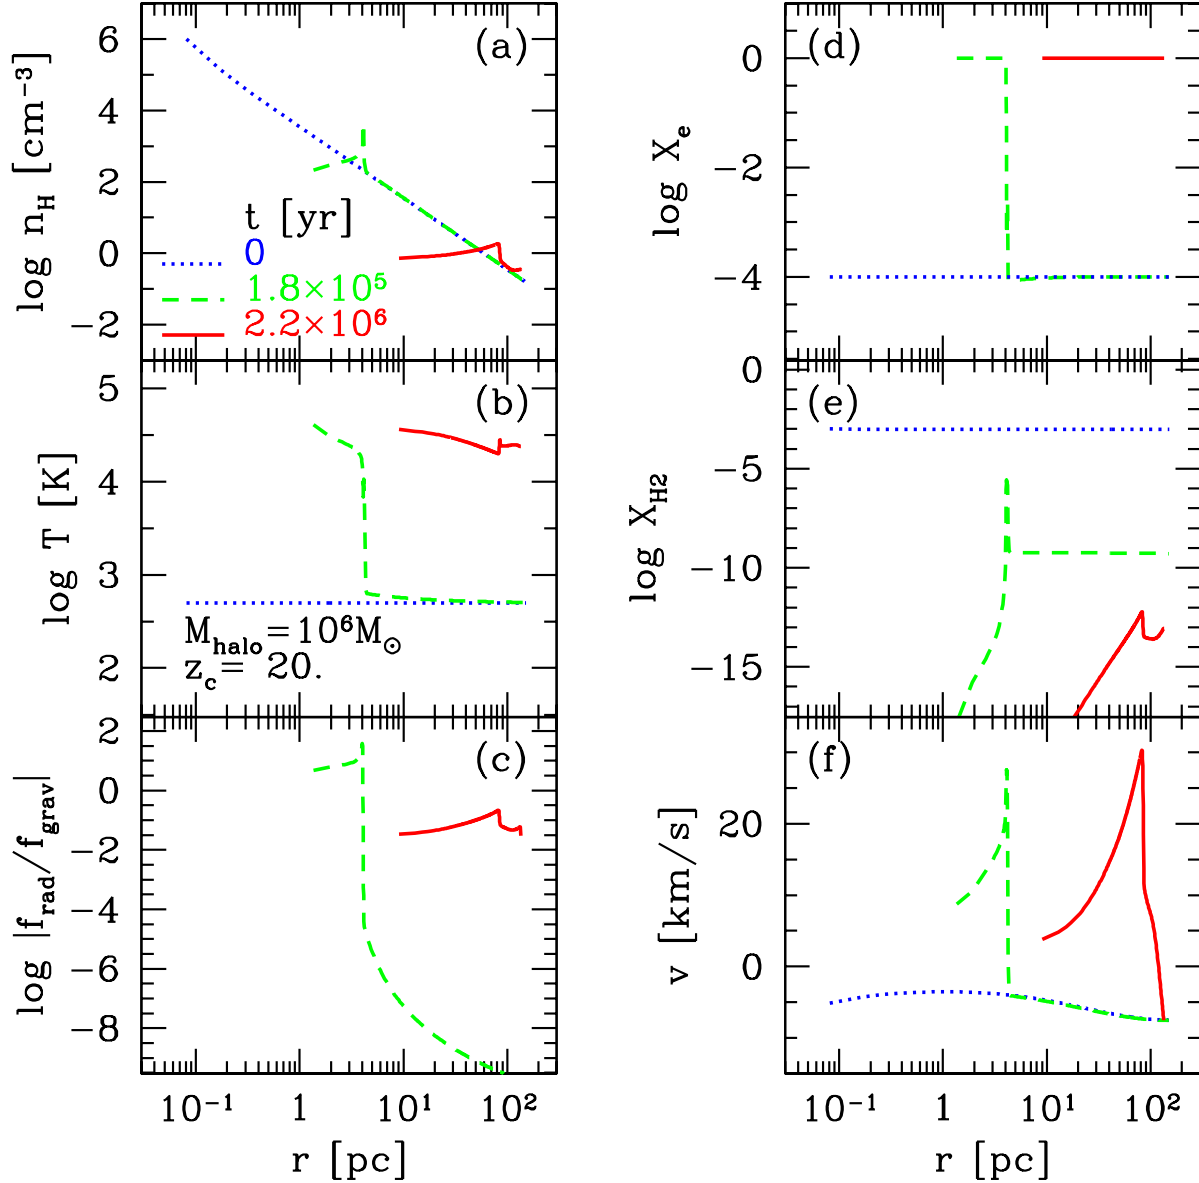 (a)
log n_H [cm^−3]
6
4
2
0
−2
t [yr]
0
1.8×10^5
2.2×10^6
(b)
log T [K]
5
4
3
2
M_halo=10^6M_⊙
z_c= 20.
(c)
log |f_rad/f_grav|
2
0
−2
−4
−6
−8
10^−1 1 10^1 10^2
r [pc]
(d)
log X_e
0
−2
−4
(e)
log X_H2
0
−5
−10
−15
(f)
v [km/s]
20
0
10^−1 1 10^1 10^2
r [pc]